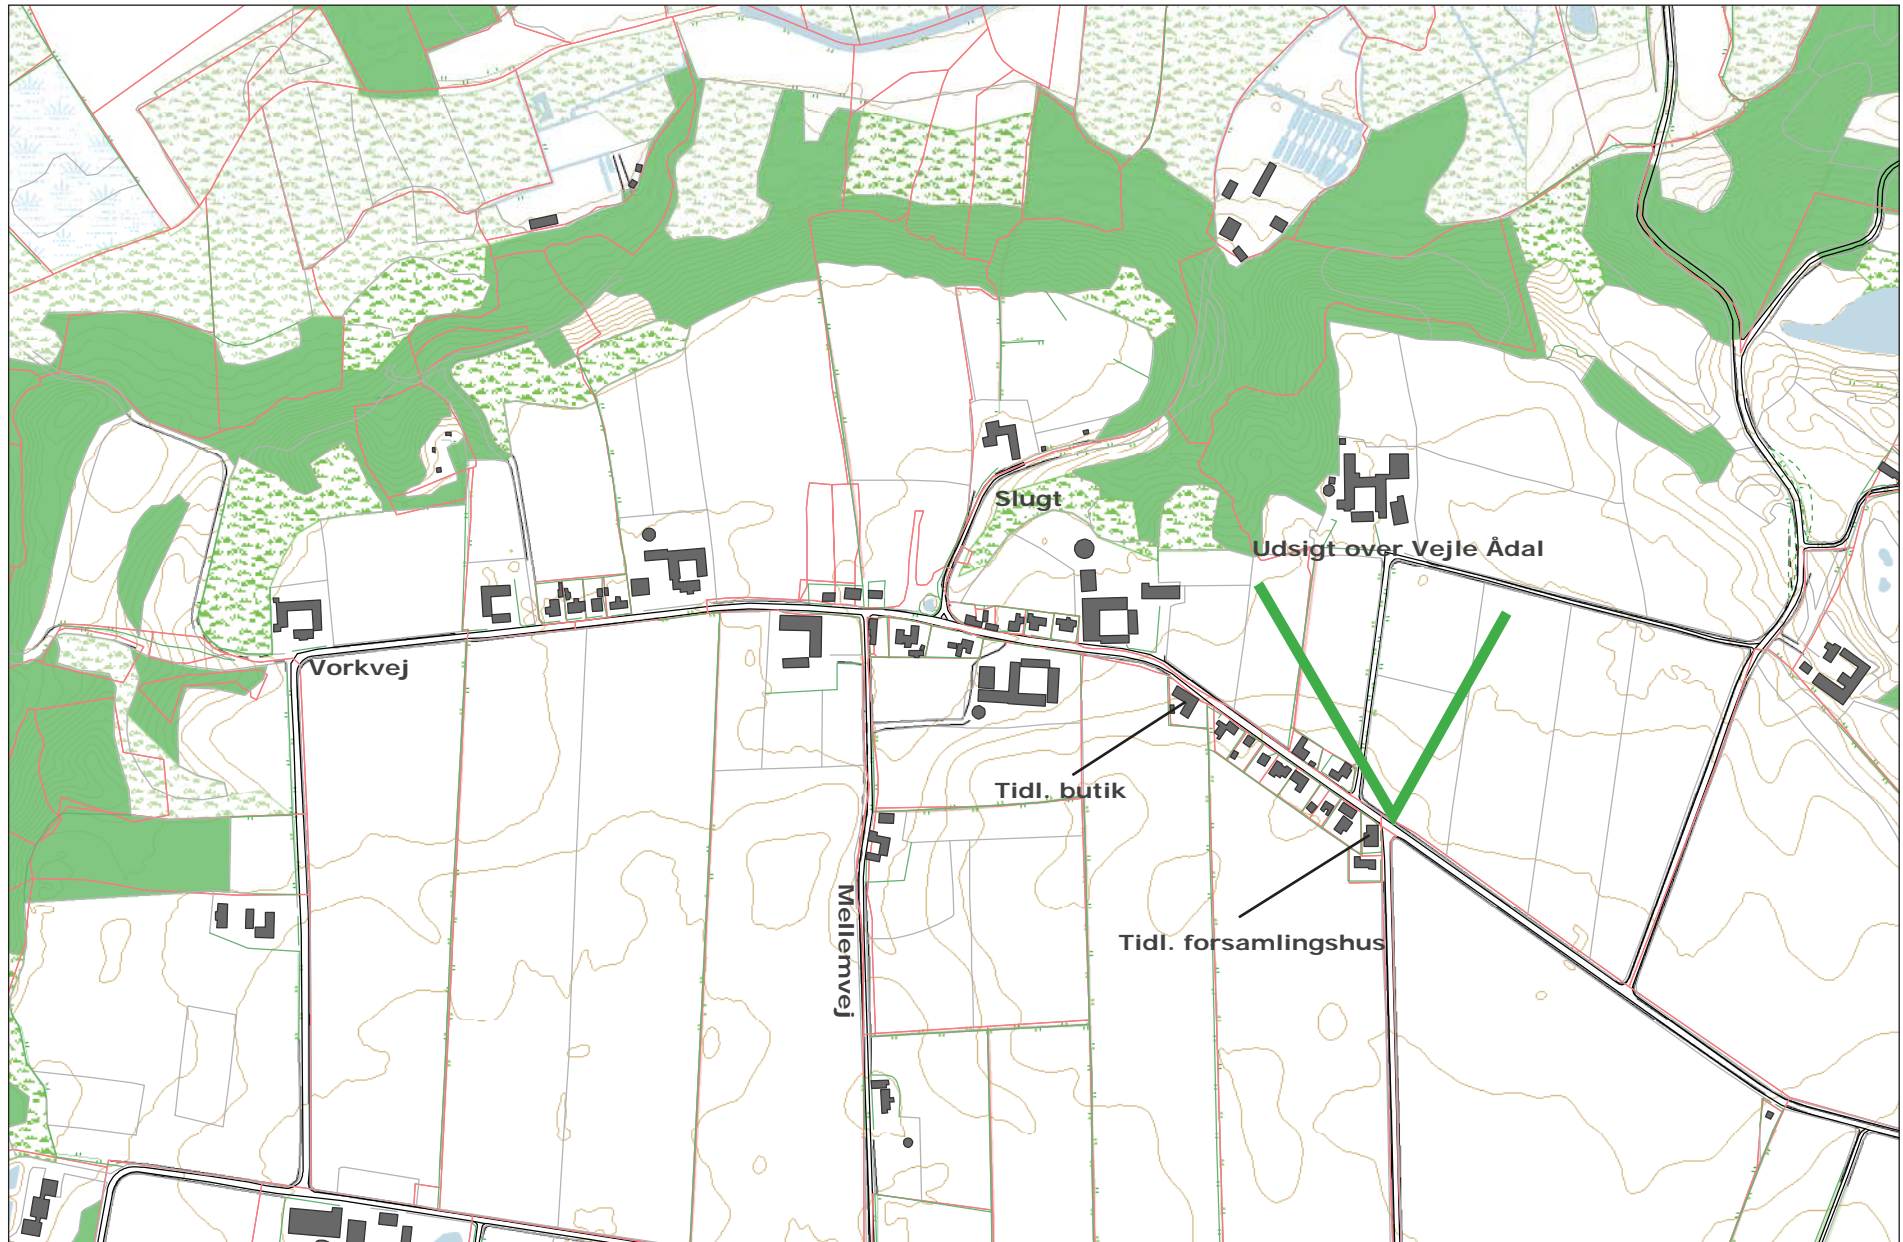 Slugt
Udsigt over Vejle Ådal
Vorkvej
Tidl. butik
Mellemvej
Tidl. forsamlingshus